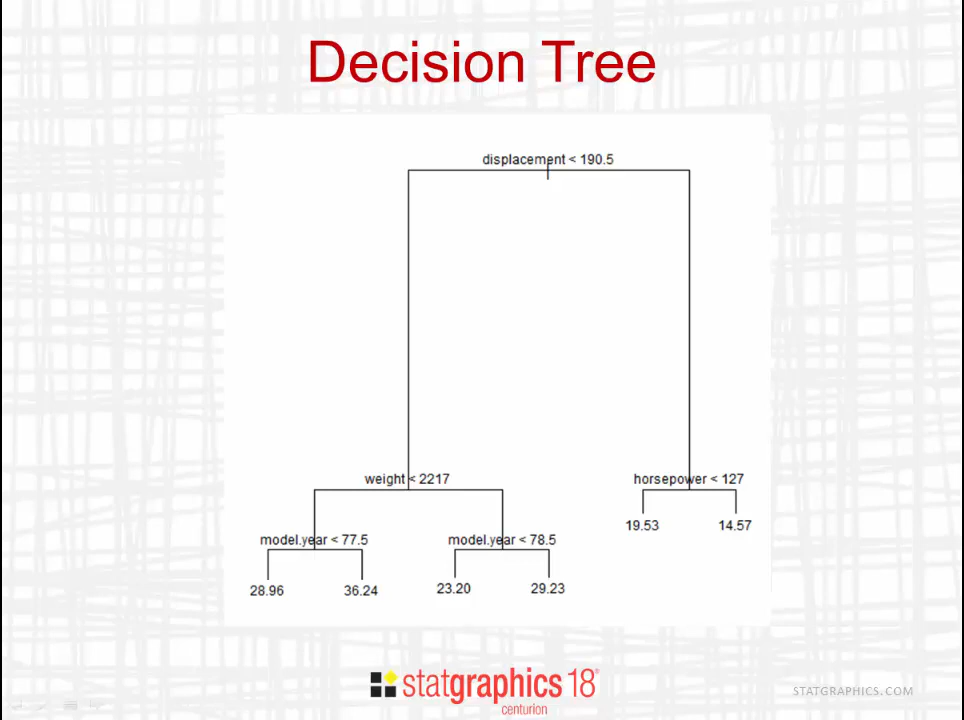 Decision Tree
displacement < 190.5
weight < 2217
horsepower < 127
19.53 14.57
model.year < 77.5 model.year < 78.5
28.96 36.24 23.20 29.23
statgraphics 18®
centurion
STATGRAPHICS.COM